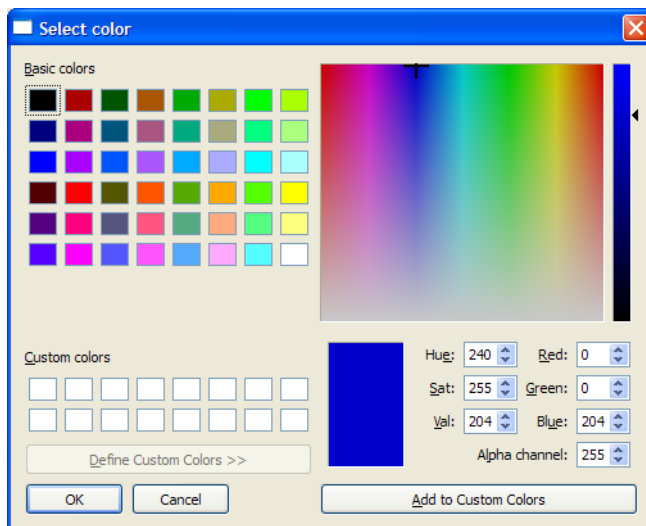 Select color
Basic colors
Custom colors
Define Custom Colors >>
OK Cancel
Hue: 240 Red: 0
Sat: 255 Green: 0
Val: 204 Blue: 204
Alpha channel: 255
Add to Custom Colors